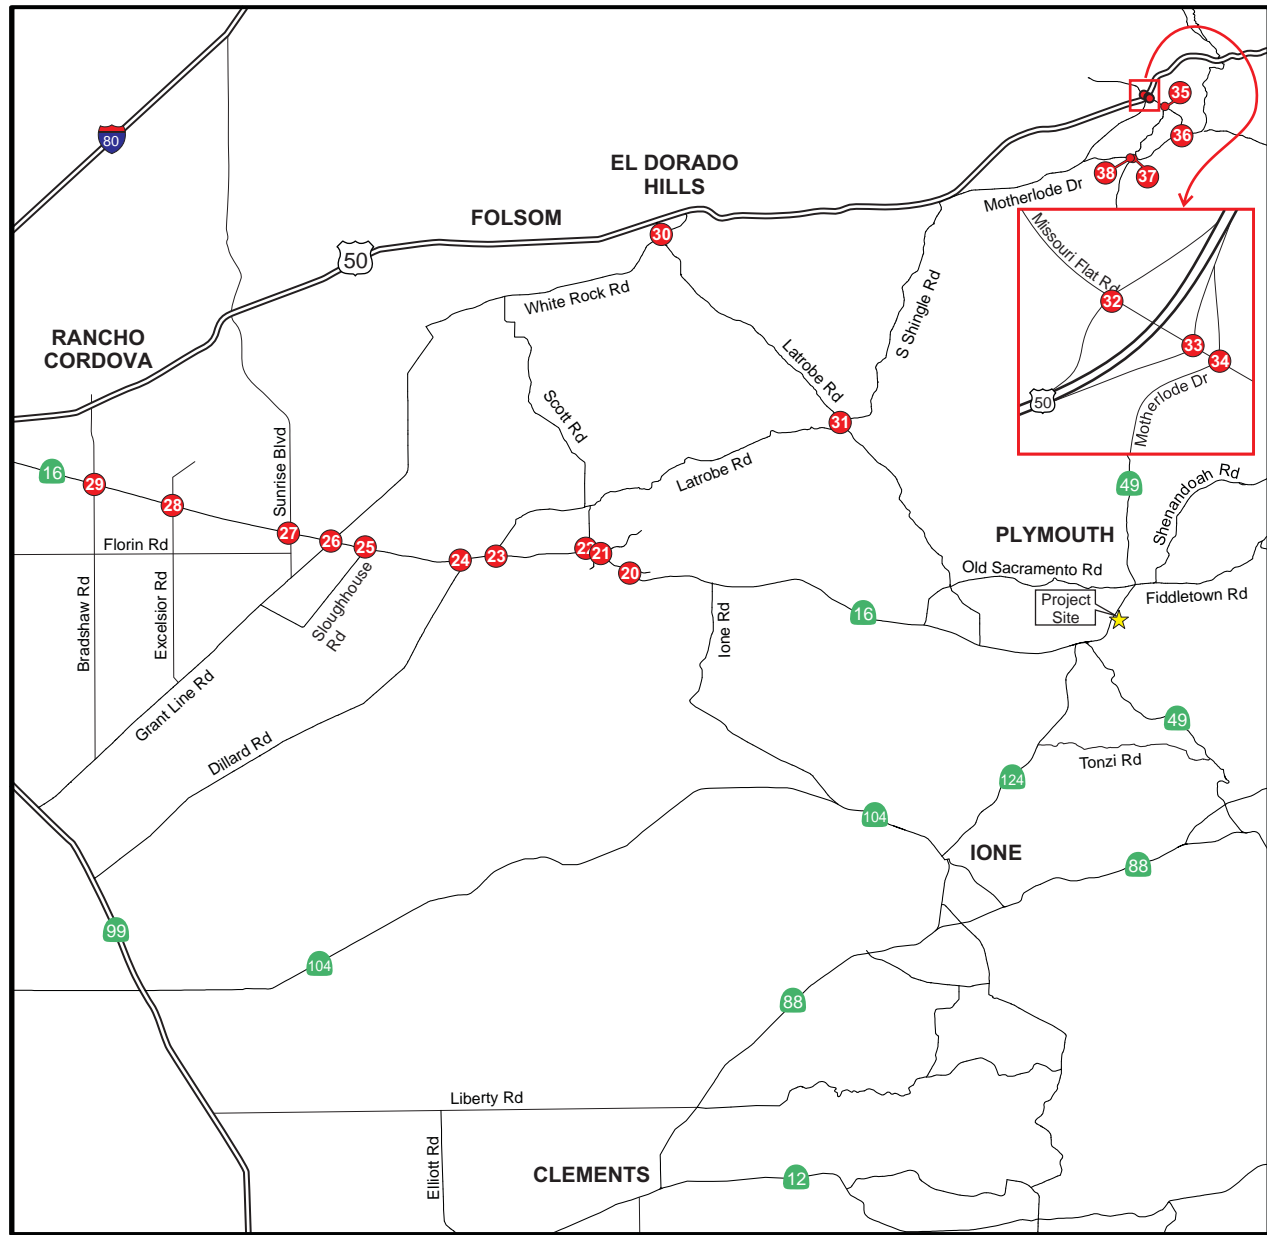 80
35
36
38
37
EL DORADO
HILLS
Motherlode Dr
FOLSOM
50
30
White Rock Rd
S Shingle Rd
Missouri Flat Rd
32
33
34
50
Motherlode Dr
RANCHO
CORDOVA
Latrobe Rd
Scott Rd
31
Latrobe Rd
Sunrise Blvd
16
29
28
27
26
25
24
23
22
21
20
49
Shenandoah Rd
PLYMOUTH
Florin Rd
Old Sacramento Rd
Fiddletown Rd
Project
Site
16
Bradshaw Rd
Excelsior Rd
Sloughhouse
Rd
Ione Rd
Grant Line Rd
Dillard Rd
49
Tonzi Rd
124
104
IONE
88
99
104
88
Liberty Rd
Elliott Rd
CLEMENTS
12